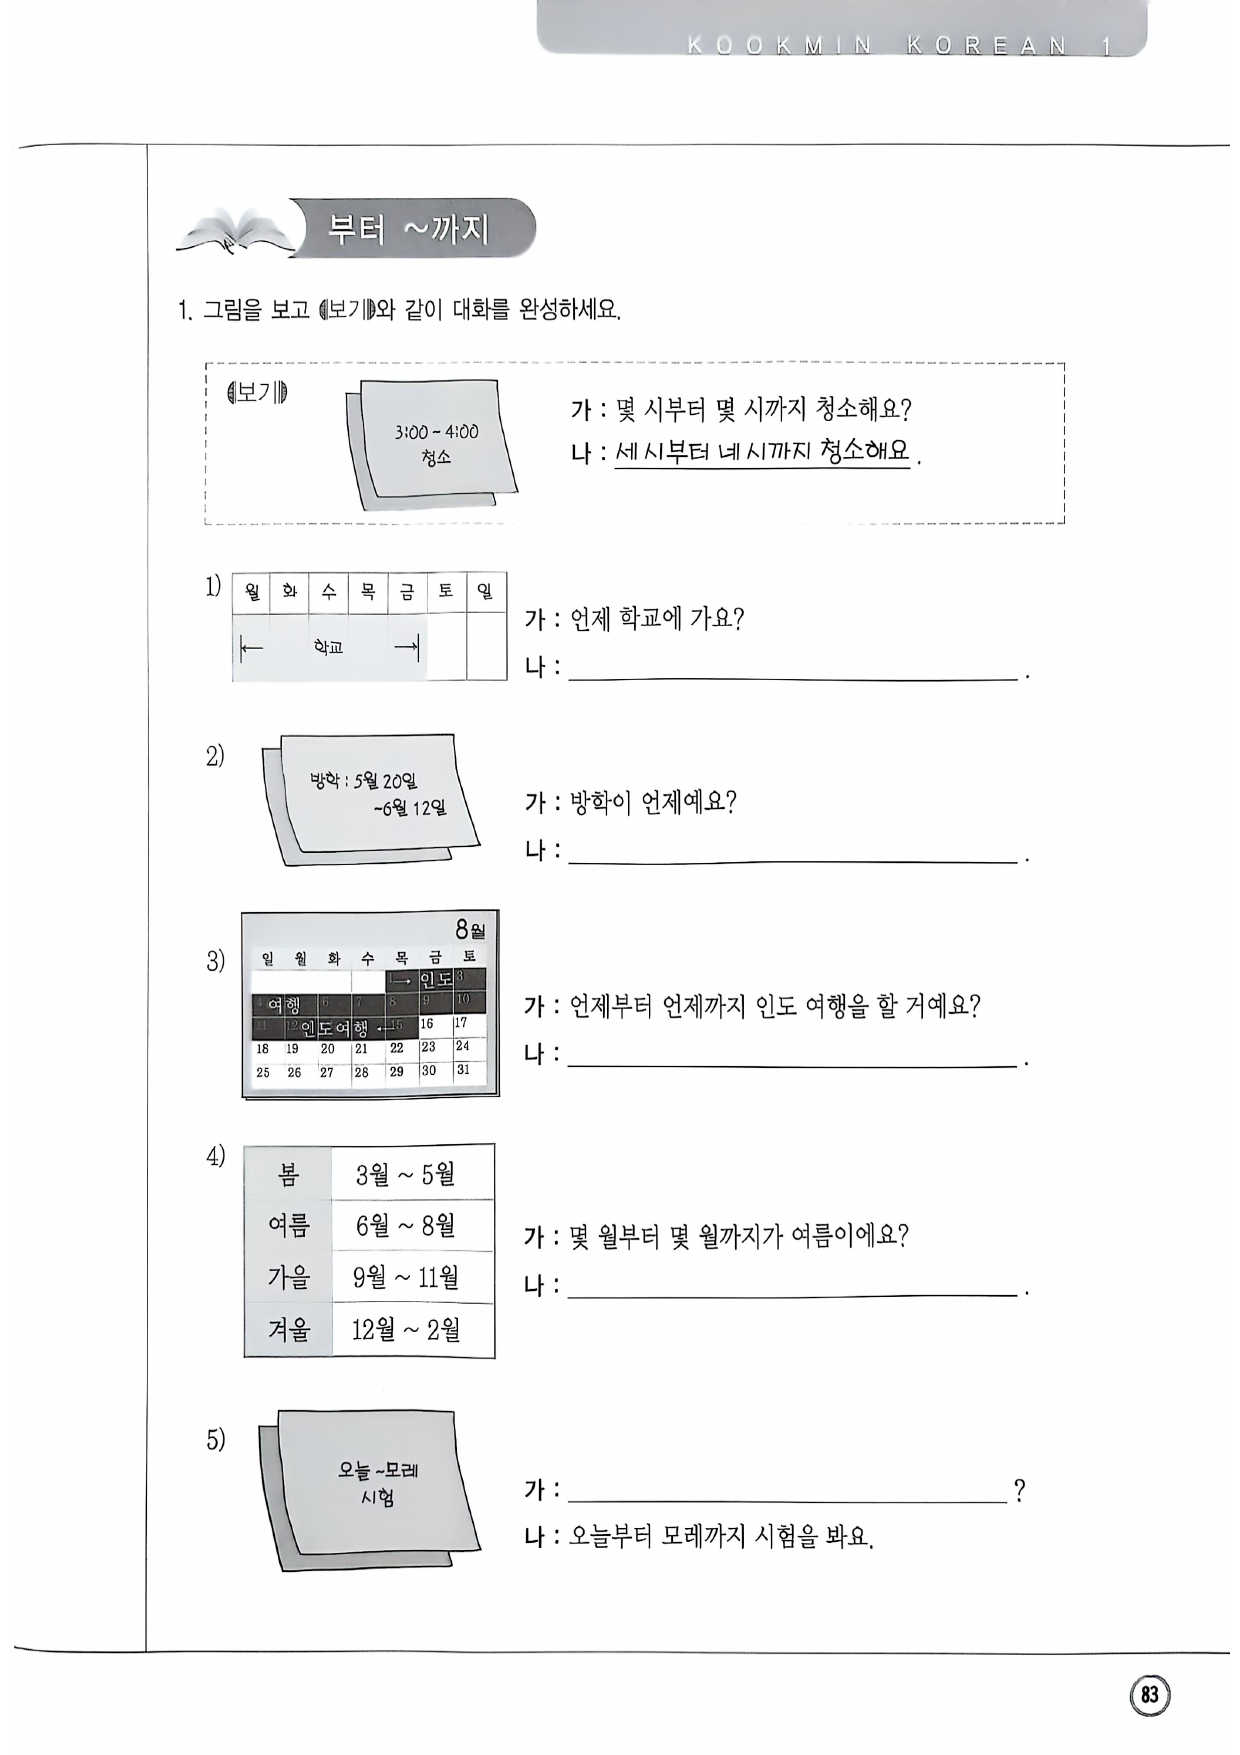 KOOKMIN KOREAN 1
부터 ~까지
1. 그림을 보고 《보기》와 같이 대화를 완성하세요.
《보기》
3:00 ~ 4:00
청소
가 : 몇 시부터 몇 시까지 청소해요?
나 : 세 시부터 네 시까지 청소해요.
1)
월 화 수 목 금 토 일
학교
가 : 언제 학교에 가요?
나 : .
2)
방학 : 5월 20일
~6월 12일
가 : 방학이 언제예요?
나 : .
3)
8월
일 월 화 수 목 금 토
1 → 인도 3
4 여행 6 7 8 9 10
11 12 인도여행 ← 15 16 17
18 19 20 21 22 23 24
25 26 27 28 29 30 31
가 : 언제부터 언제까지 인도 여행을 할 거예요?
나 : .
4)
봄 3월 ~ 5월
여름 6월 ~ 8월
가을 9월 ~ 11월
겨울 12월 ~ 2월
가 : 몇 월부터 몇 월까지가 여름이에요?
나 : .
5)
오늘 ~모레
시험
가 : ?
나 : 오늘부터 모레까지 시험을 봐요.
83